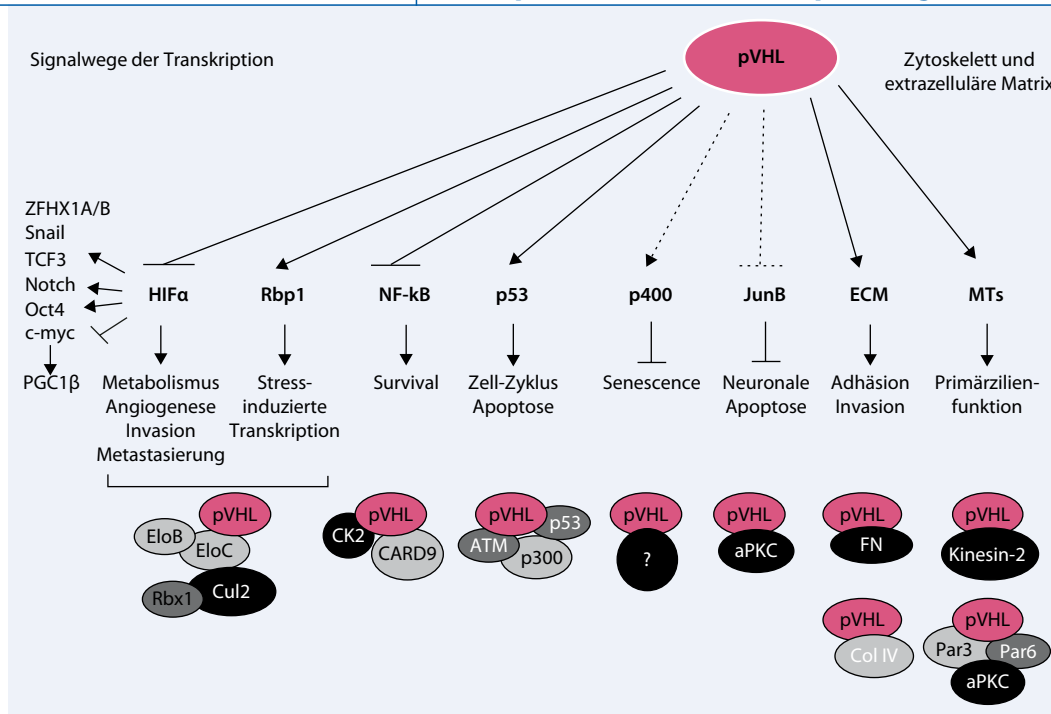 Signalwege der Transkription
pVHL
Zytoskelett und
extrazelluläre Matrix
ZFHX1A/B
Snail
TCF3
Notch
Oct4
c-myc
PGC1β
HIFα
Rbp1
NF-kB
p53
p400
JunB
ECM
MTs
Metabolismus
Angiogenese
Invasion
Metastasierung
Stress-
induzierte
Transkription
Survival
Zell-Zyklus
Apoptose
Senescence
Neuronale
Apoptose
Adhäsion
Invasion
Primärzilien-
funktion
pVHL
EloB
EloC
Rbx1
Cul2
pVHL
CK2
CARD9
pVHL
p53
ATM
p300
pVHL
?
pVHL
aPKC
pVHL
FN
pVHL
Kinesin-2
pVHL
Col IV
pVHL
Par3
Par6
aPKC